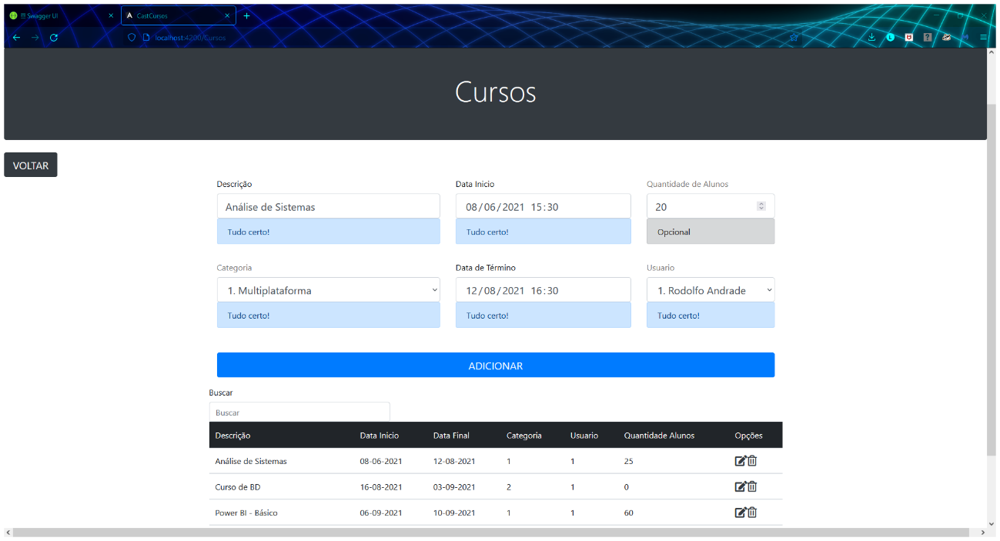 Swagger UI
CastCursos
localhost:4200/Cursos
Cursos
VOLTAR
Descrição Data Inicio Quantidade de Alunos
Análise de Sistemas 08/06/2021 15:30 20
Tudo certo! Tudo certo! Opcional
Categoria Data de Término Usuario
1. Multiplataforma 12/08/2021 16:30 1. Rodolfo Andrade
Tudo certo! Tudo certo! Tudo certo!
ADICIONAR
Buscar
Buscar
Descrição Data Inicio Data Final Categoria Usuario Quantidade Alunos Opções
Análise de Sistemas 08-06-2021 12-08-2021 1 1 25
Curso de BD 16-08-2021 03-09-2021 2 1 0
Power BI - Básico 06-09-2021 10-09-2021 1 1 60